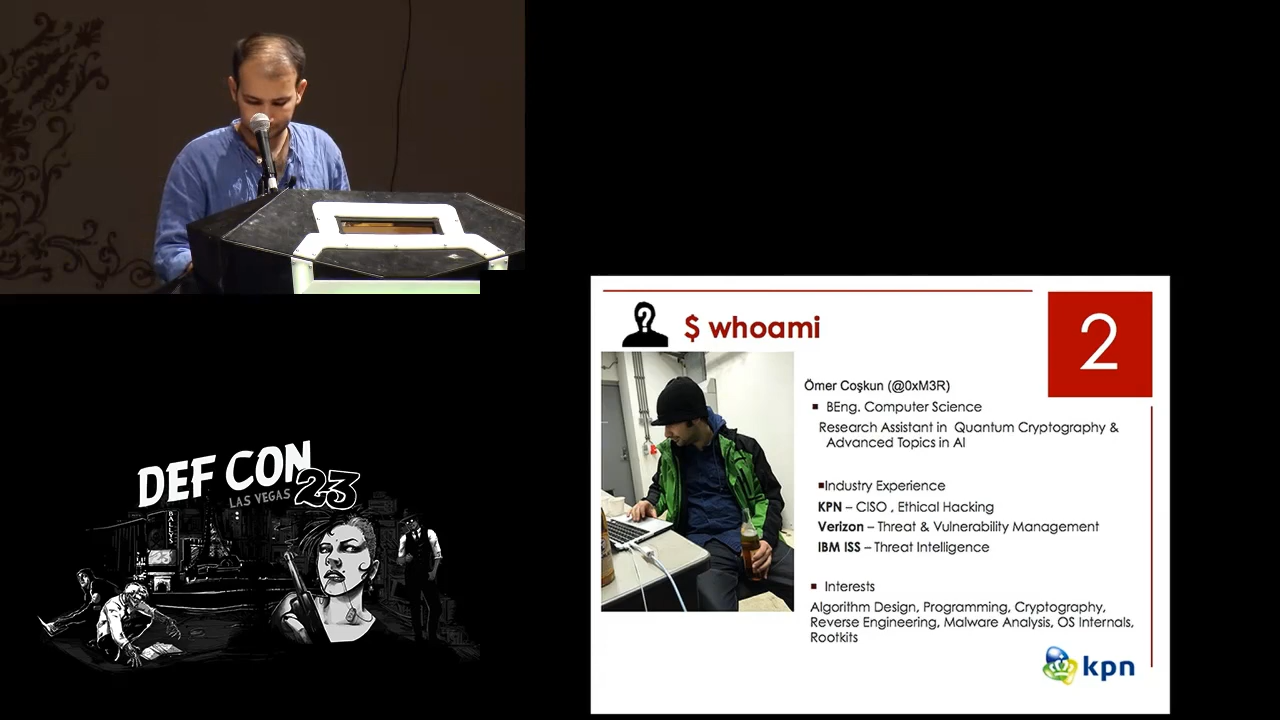 $ whoami
2
Ömer Coşkun (@0xM3R)
BEng. Computer Science
Research Assistant in Quantum Cryptography &
Advanced Topics in AI
Industry Experience
KPN – CISO , Ethical Hacking
Verizon – Threat & Vulnerability Management
IBM ISS – Threat Intelligence
Interests
Algorithm Design, Programming, Cryptography,
Reverse Engineering, Malware Analysis, OS Internals,
Rootkits
kpn
DEF CON
LAS VEGAS 23
BALLYS